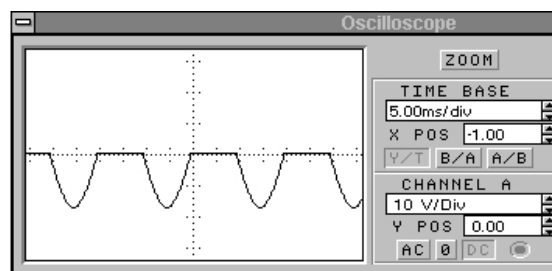 Oscilloscope
ZOOM
TIME BASE
5.00ms/div
X POS -1.00
Y/T B/A A/B
CHANNEL A
10 V/Div
Y POS 0.00
AC 0 DC